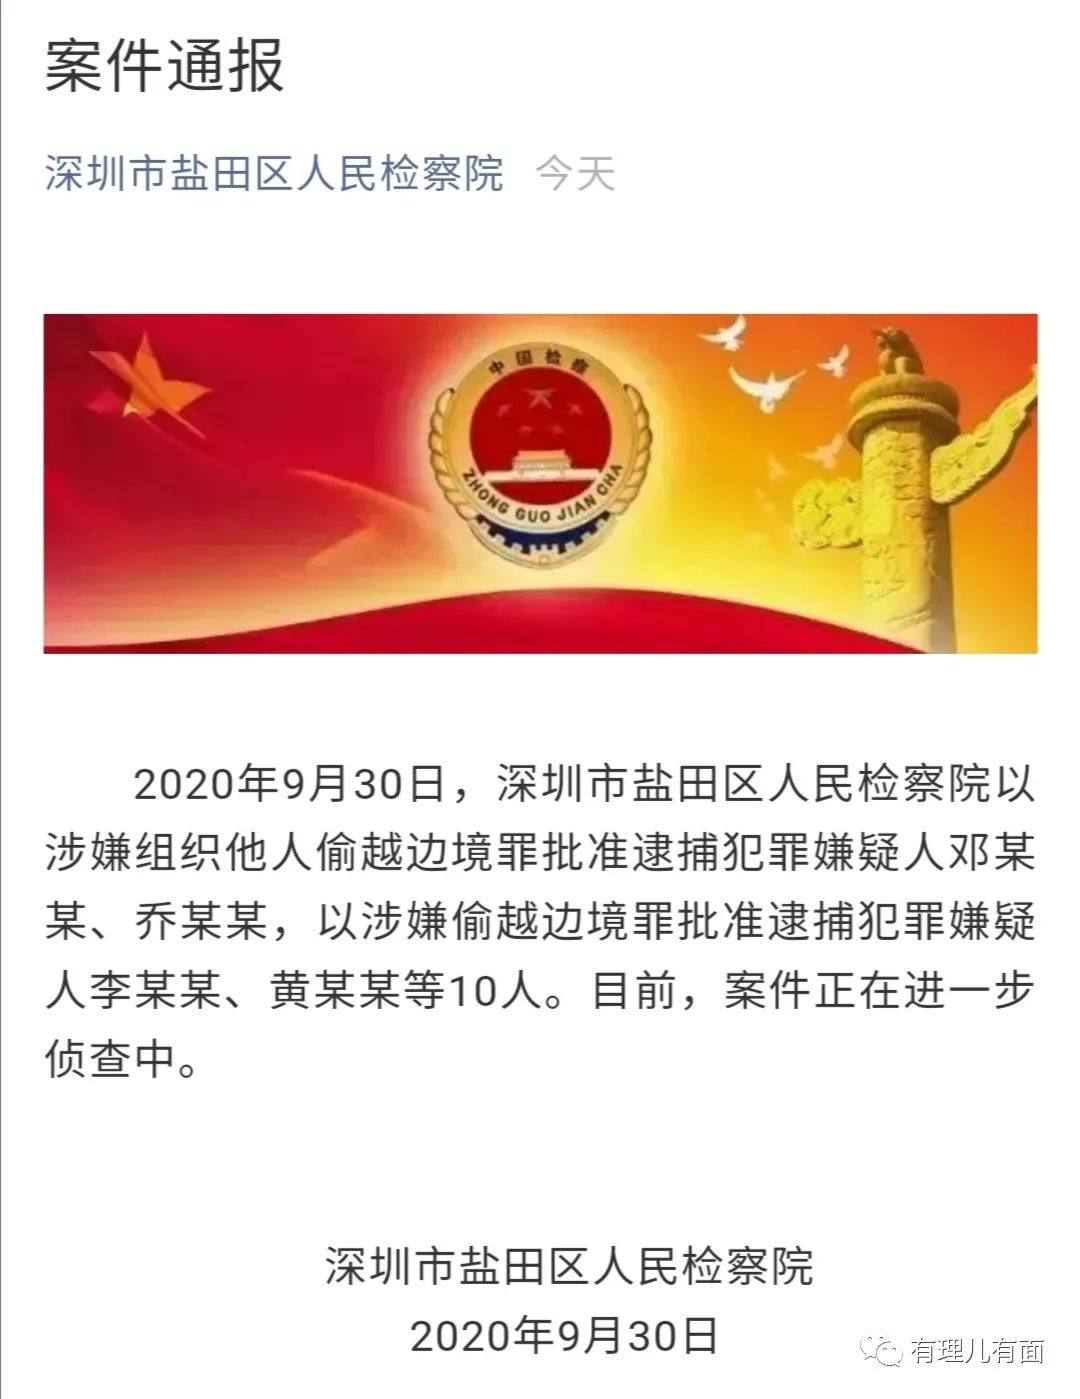 案件通报
深圳市盐田区人民检察院 今天
中国检察
ZHONG GUO JIAN CHA
2020年9月30日，深圳市盐田区人民检察院以
涉嫌组织他人偷越边境罪批准逮捕犯罪嫌疑人邓某
某、乔某某，以涉嫌偷越边境罪批准逮捕犯罪嫌疑
人李某某、黄某某等10人。目前，案件正在进一步
侦查中。
深圳市盐田区人民检察院
2020年9月30日
有理儿有面